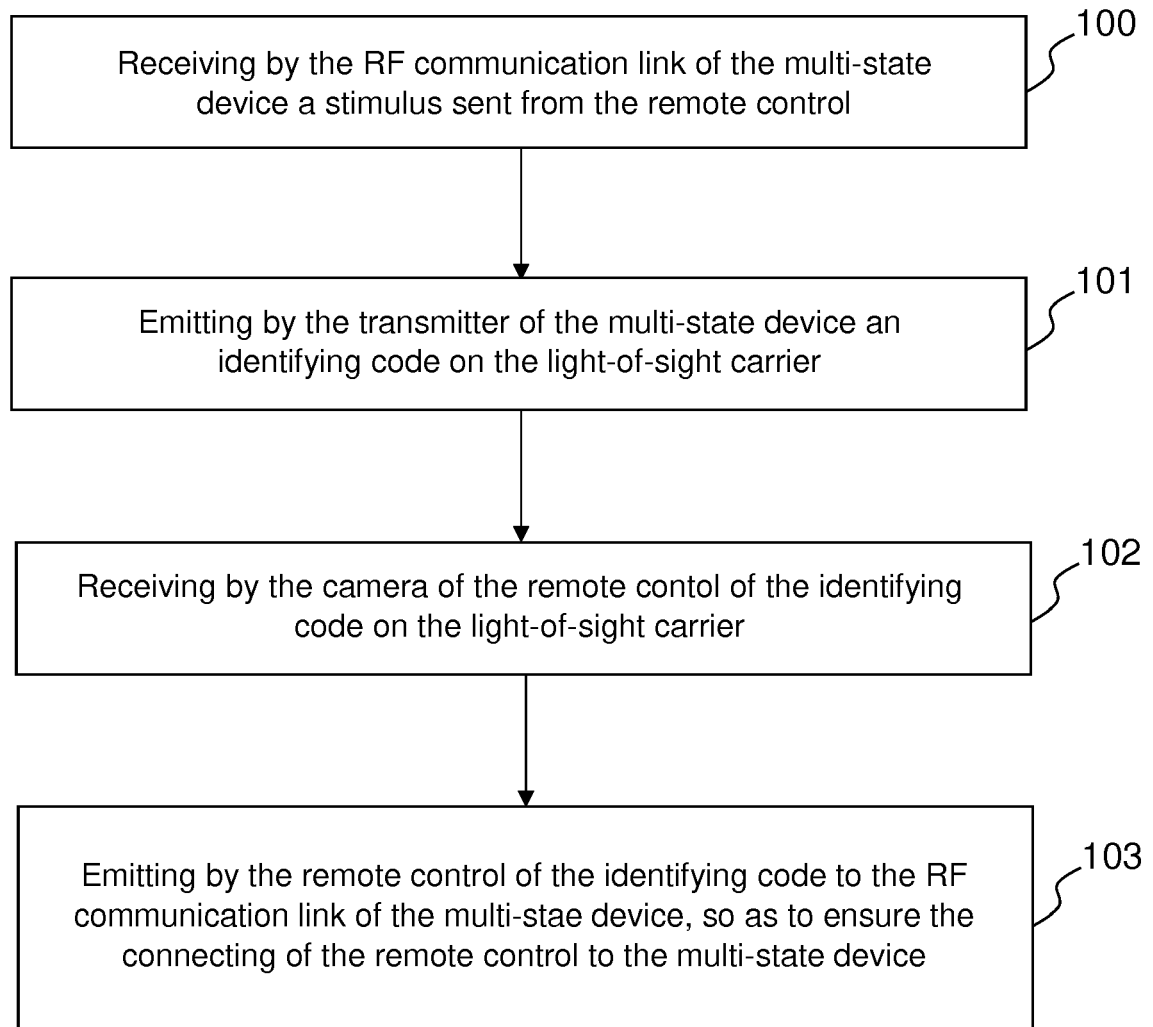 100
Receiving by the RF communication link of the multi-state
device a stimulus sent from the remote control
101
Emitting by the transmitter of the multi-state device an
identifying code on the light-of-sight carrier
102
Receiving by the camera of the remote contol of the identifying
code on the light-of-sight carrier
103
Emitting by the remote control of the identifying code to the RF
communication link of the multi-stae device, so as to ensure the
connecting of the remote control to the multi-state device